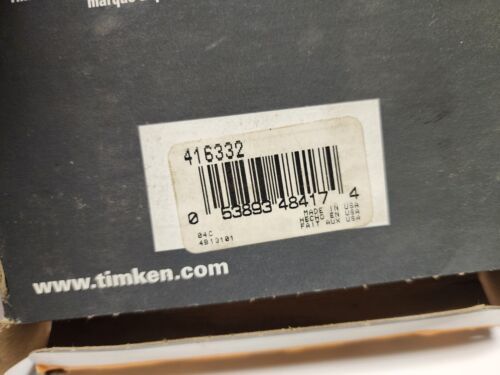 416332
0 53893 48417 4
04C
4813101
MADE IN USA
HECHO EN USA
FAIT AUX USA
www.timken.com